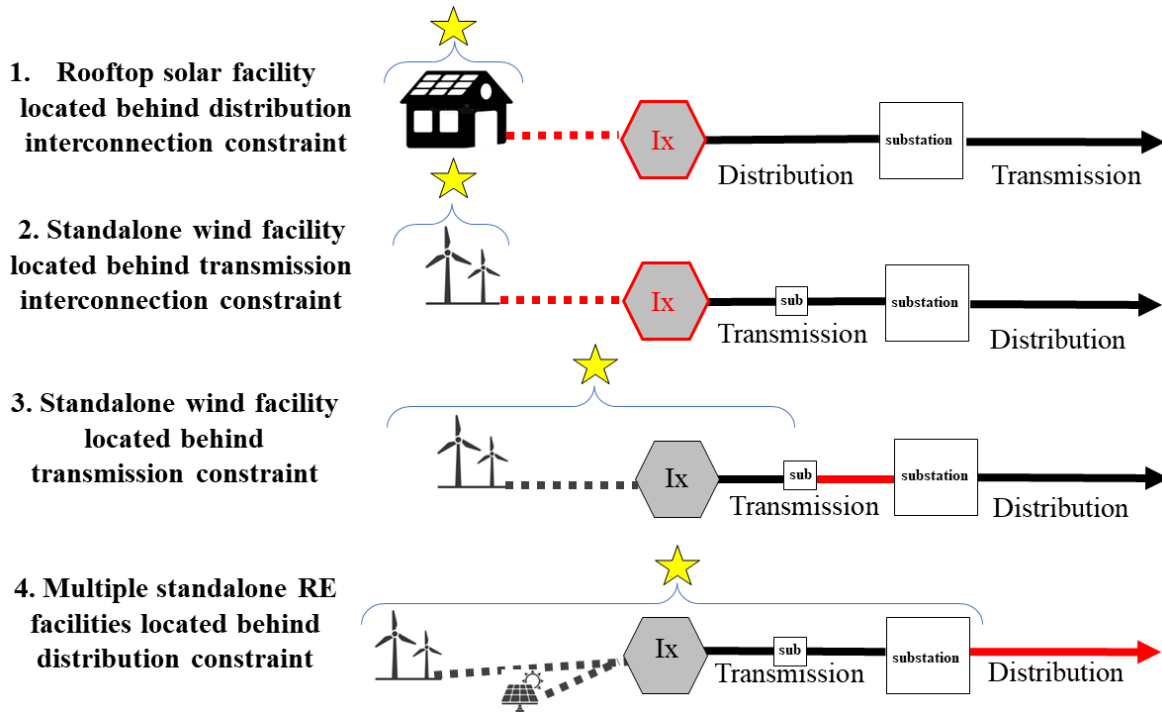 1. Rooftop solar facility
located behind distribution
interconnection constraint
Ix
substation
Distribution
Transmission
2. Standalone wind facility
located behind transmission
interconnection constraint
Ix
sub
substation
Transmission
Distribution
3. Standalone wind facility
located behind
transmission constraint
Ix
sub
substation
Transmission
Distribution
4. Multiple standalone RE
facilities located behind
distribution constraint
Ix
sub
substation
Transmission
Distribution